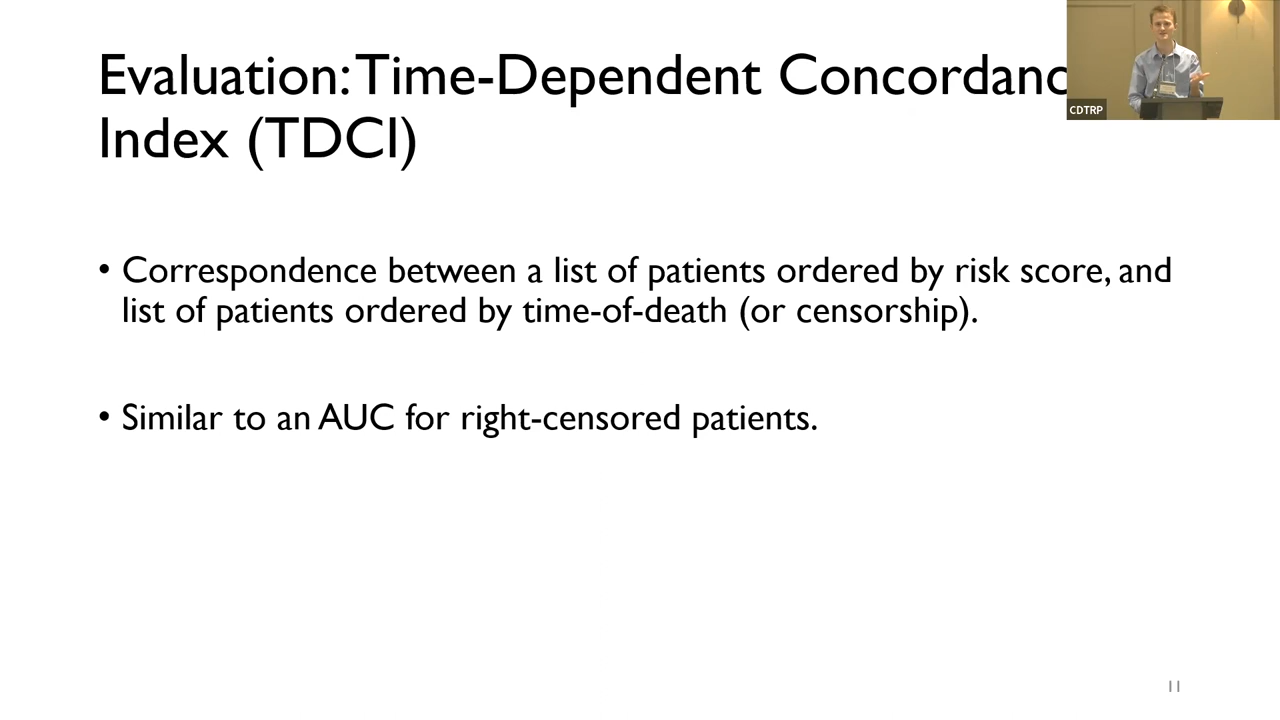 Evaluation: Time-Dependent Concordanc
Index (TDCI)
CDTRP
• Correspondence between a list of patients ordered by risk score, and
list of patients ordered by time-of-death (or censorship).
• Similar to an AUC for right-censored patients.
11